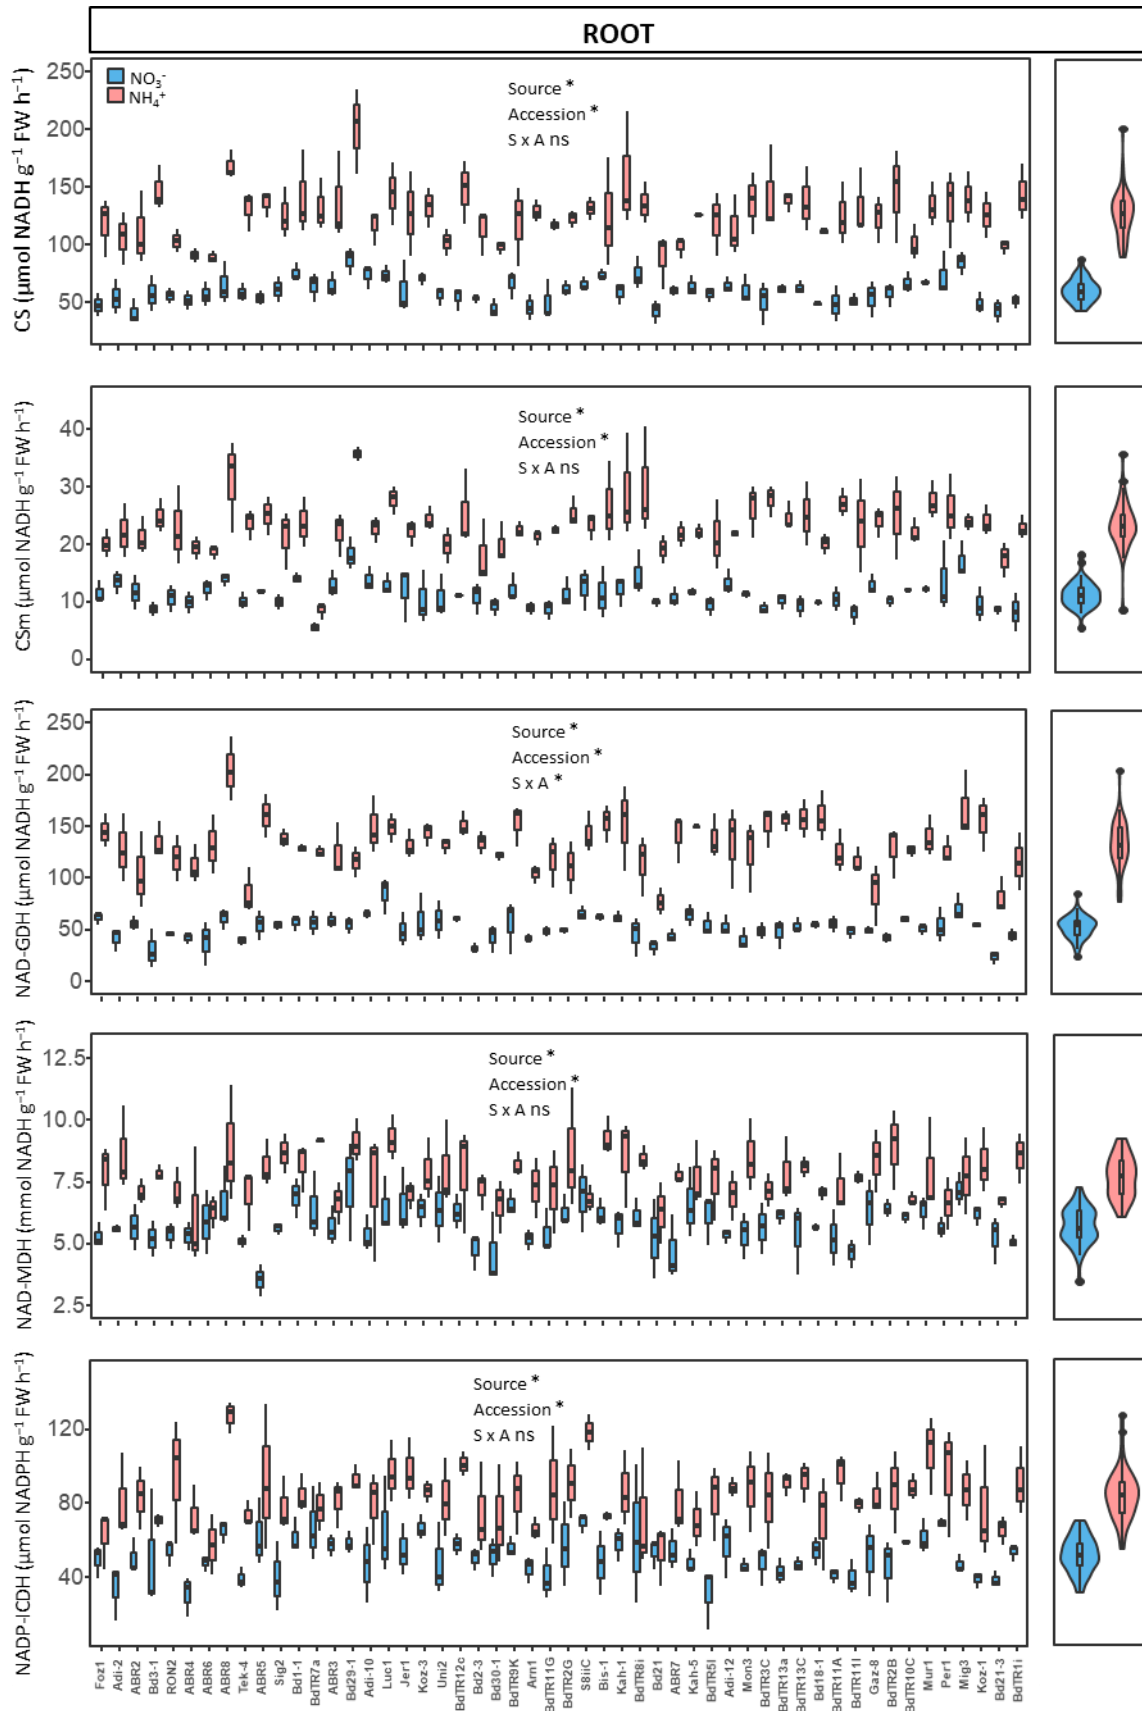 ROOT
CS (µmol NADH g⁻¹ FW h⁻¹)
250
200
150
100
50
NO₃⁻
NH₄⁺
Source *
Accession *
S x A ns
CSm (µmol NADH g⁻¹ FW h⁻¹)
40
30
20
10
0
Source *
Accession *
S x A ns
NAD-GDH (µmol NADH g⁻¹ FW h⁻¹)
250
200
150
100
50
0
Source *
Accession *
S x A *
NAD-MDH (mmol NADH g⁻¹ FW h⁻¹)
12.5
10.0
7.5
5.0
2.5
Source *
Accession *
S x A ns
NADP-ICDH (µmol NADPH g⁻¹ FW h⁻¹)
120
80
40
Source *
Accession *
S x A ns
Foz1
Adi-2
ABR2
Bd3-1
RON2
ABR4
ABR6
ABR8
Tek-4
ABR5
Sig2
Bd1-1
BdTR7a
ABR3
Bd29-1
Adi-10
Luc1
Jer1
Koz-3
Uni2
BdTR12c
Bd2-3
Bd30-1
BdTR9K
Arn1
BdTR11G
BdTR2G
S8iiC
Bis-1
Kah-1
BdTR8i
Bd21
ABR7
Kah-5
BdTR5I
Adi-12
Mon3
BdTR3C
BdTR13a
BdTR13C
Bd18-1
BdTR11A
BdTR11I
Gaz-8
BdTR2B
BdTR10C
Mur1
Per1
Mig3
Koz-1
Bd21-3
BdTR1i